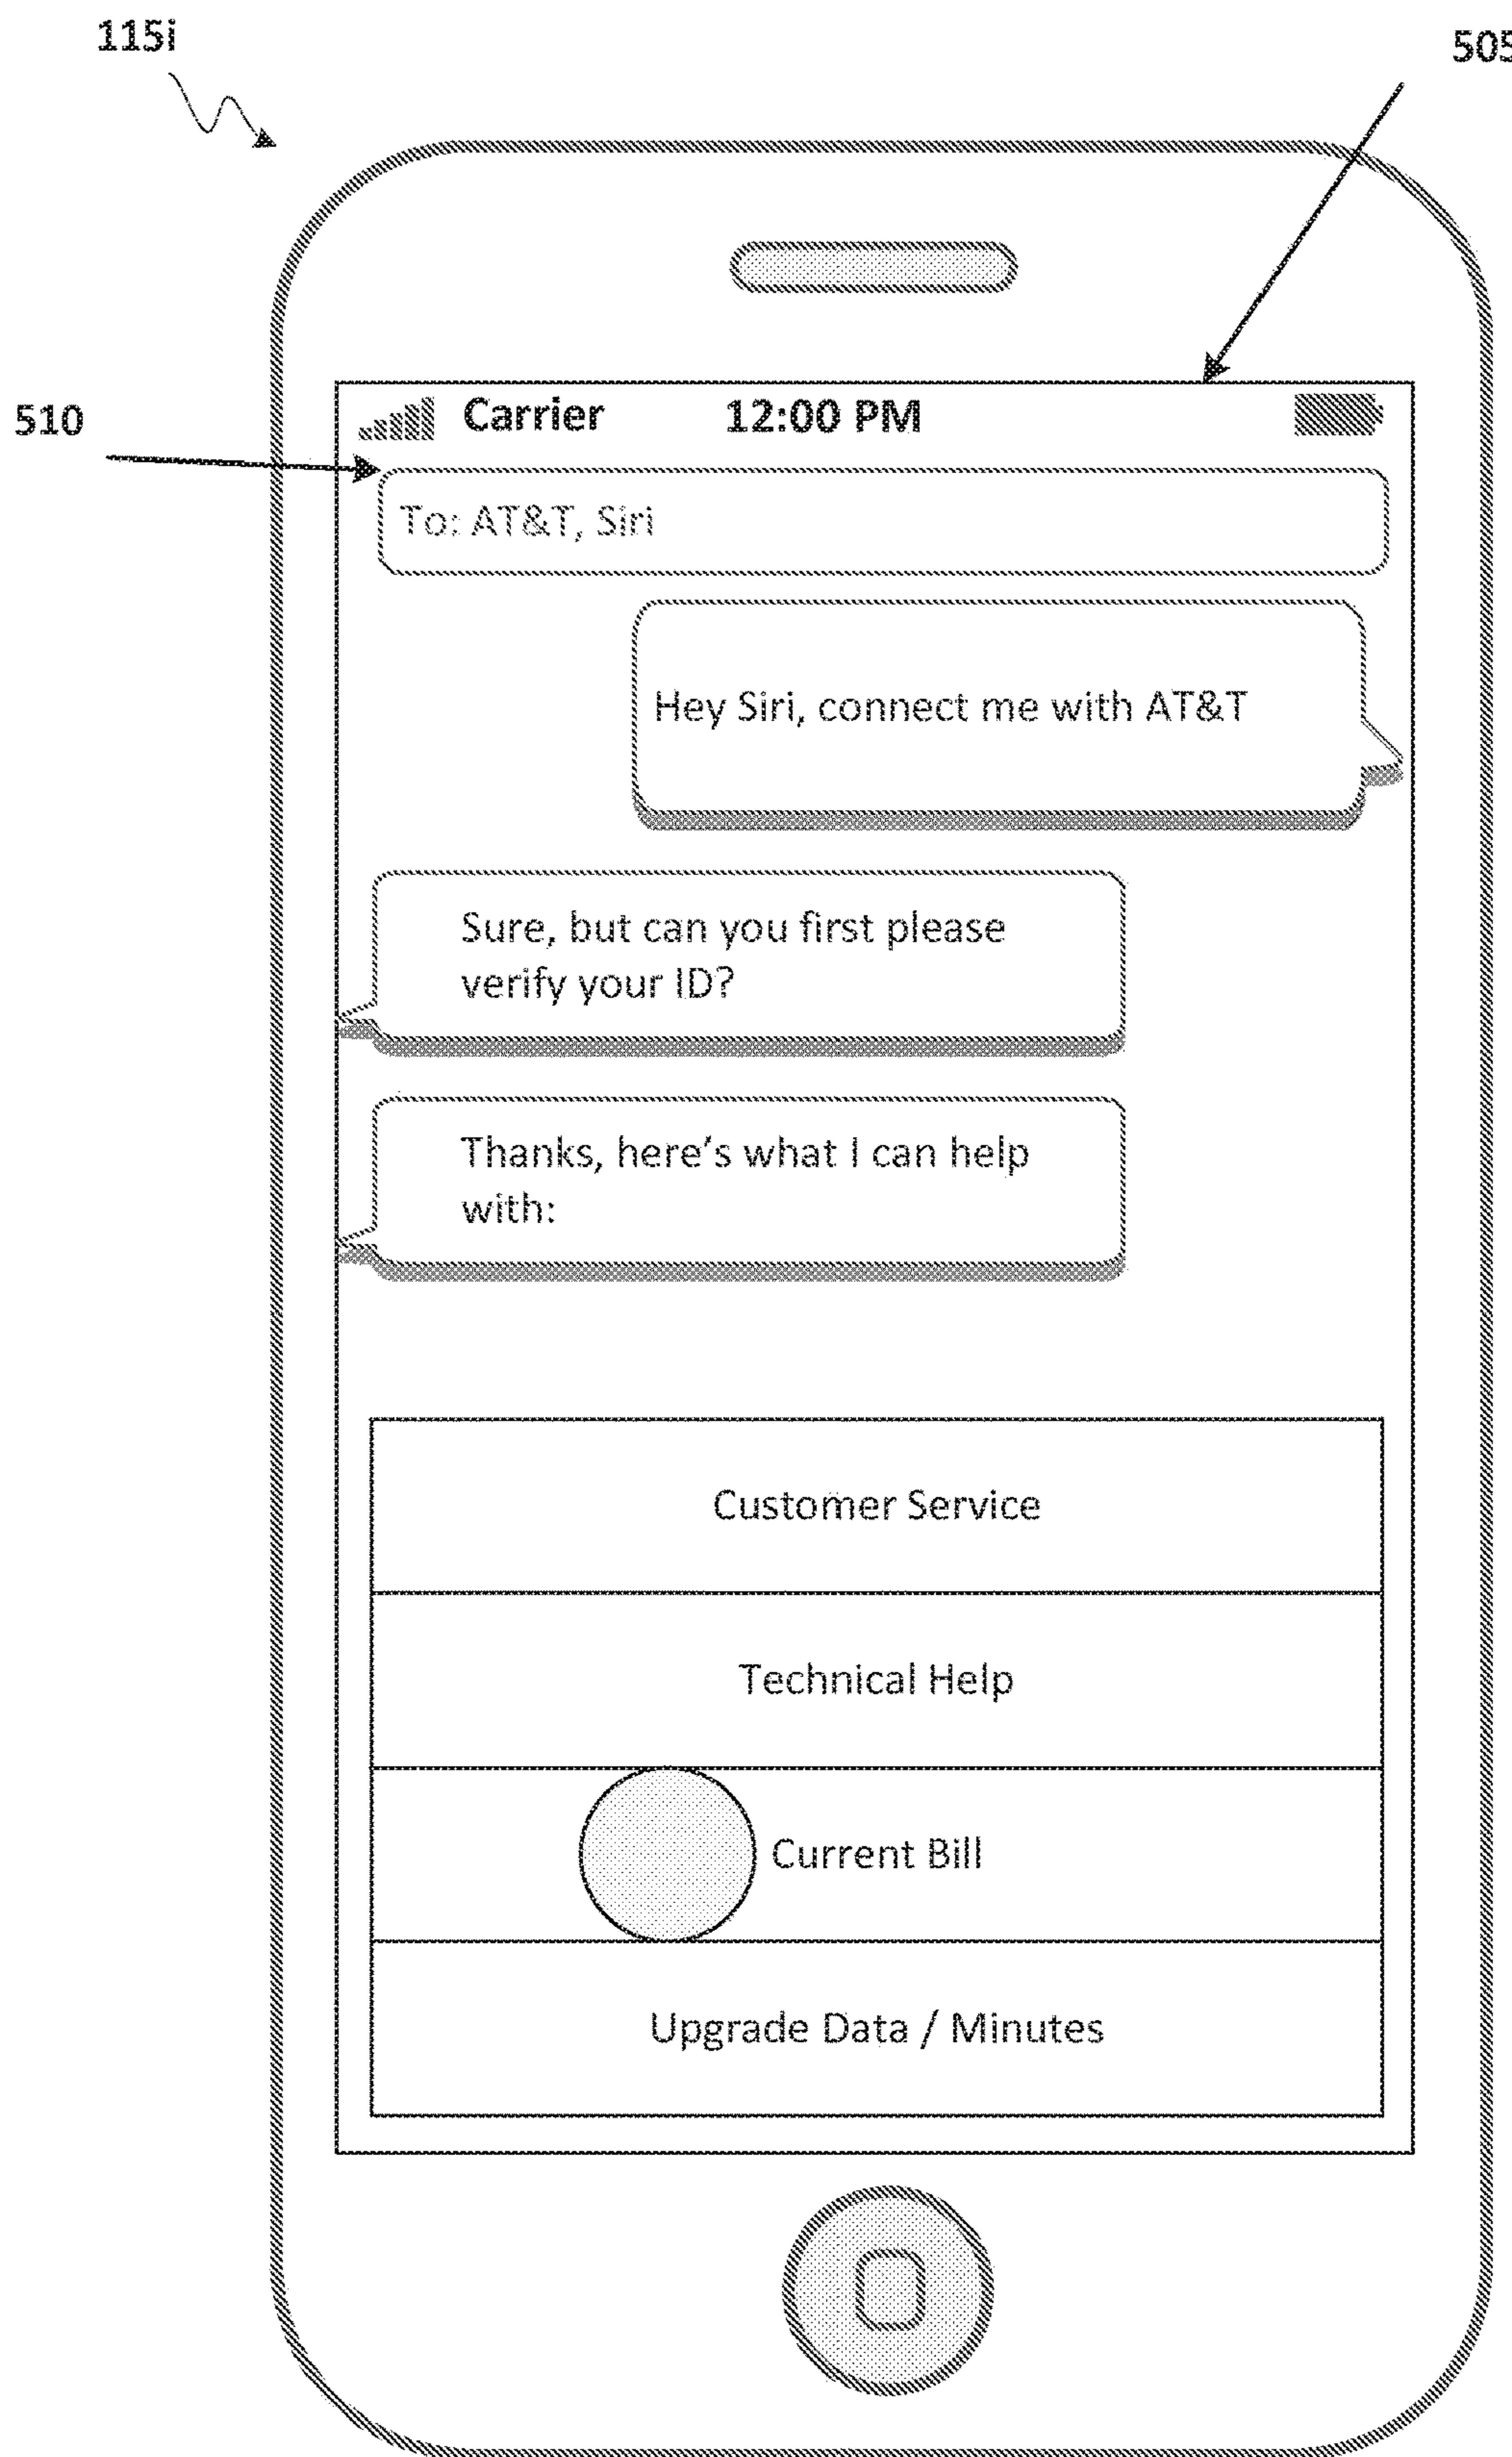 115i
505
510
Carrier 12:00 PM
To: AT&T, Siri
Hey Siri, connect me with AT&T
Sure, but can you first please
verify your ID?
Thanks, here's what I can help
with:
Customer Service
Technical Help
Current Bill
Upgrade Data / Minutes